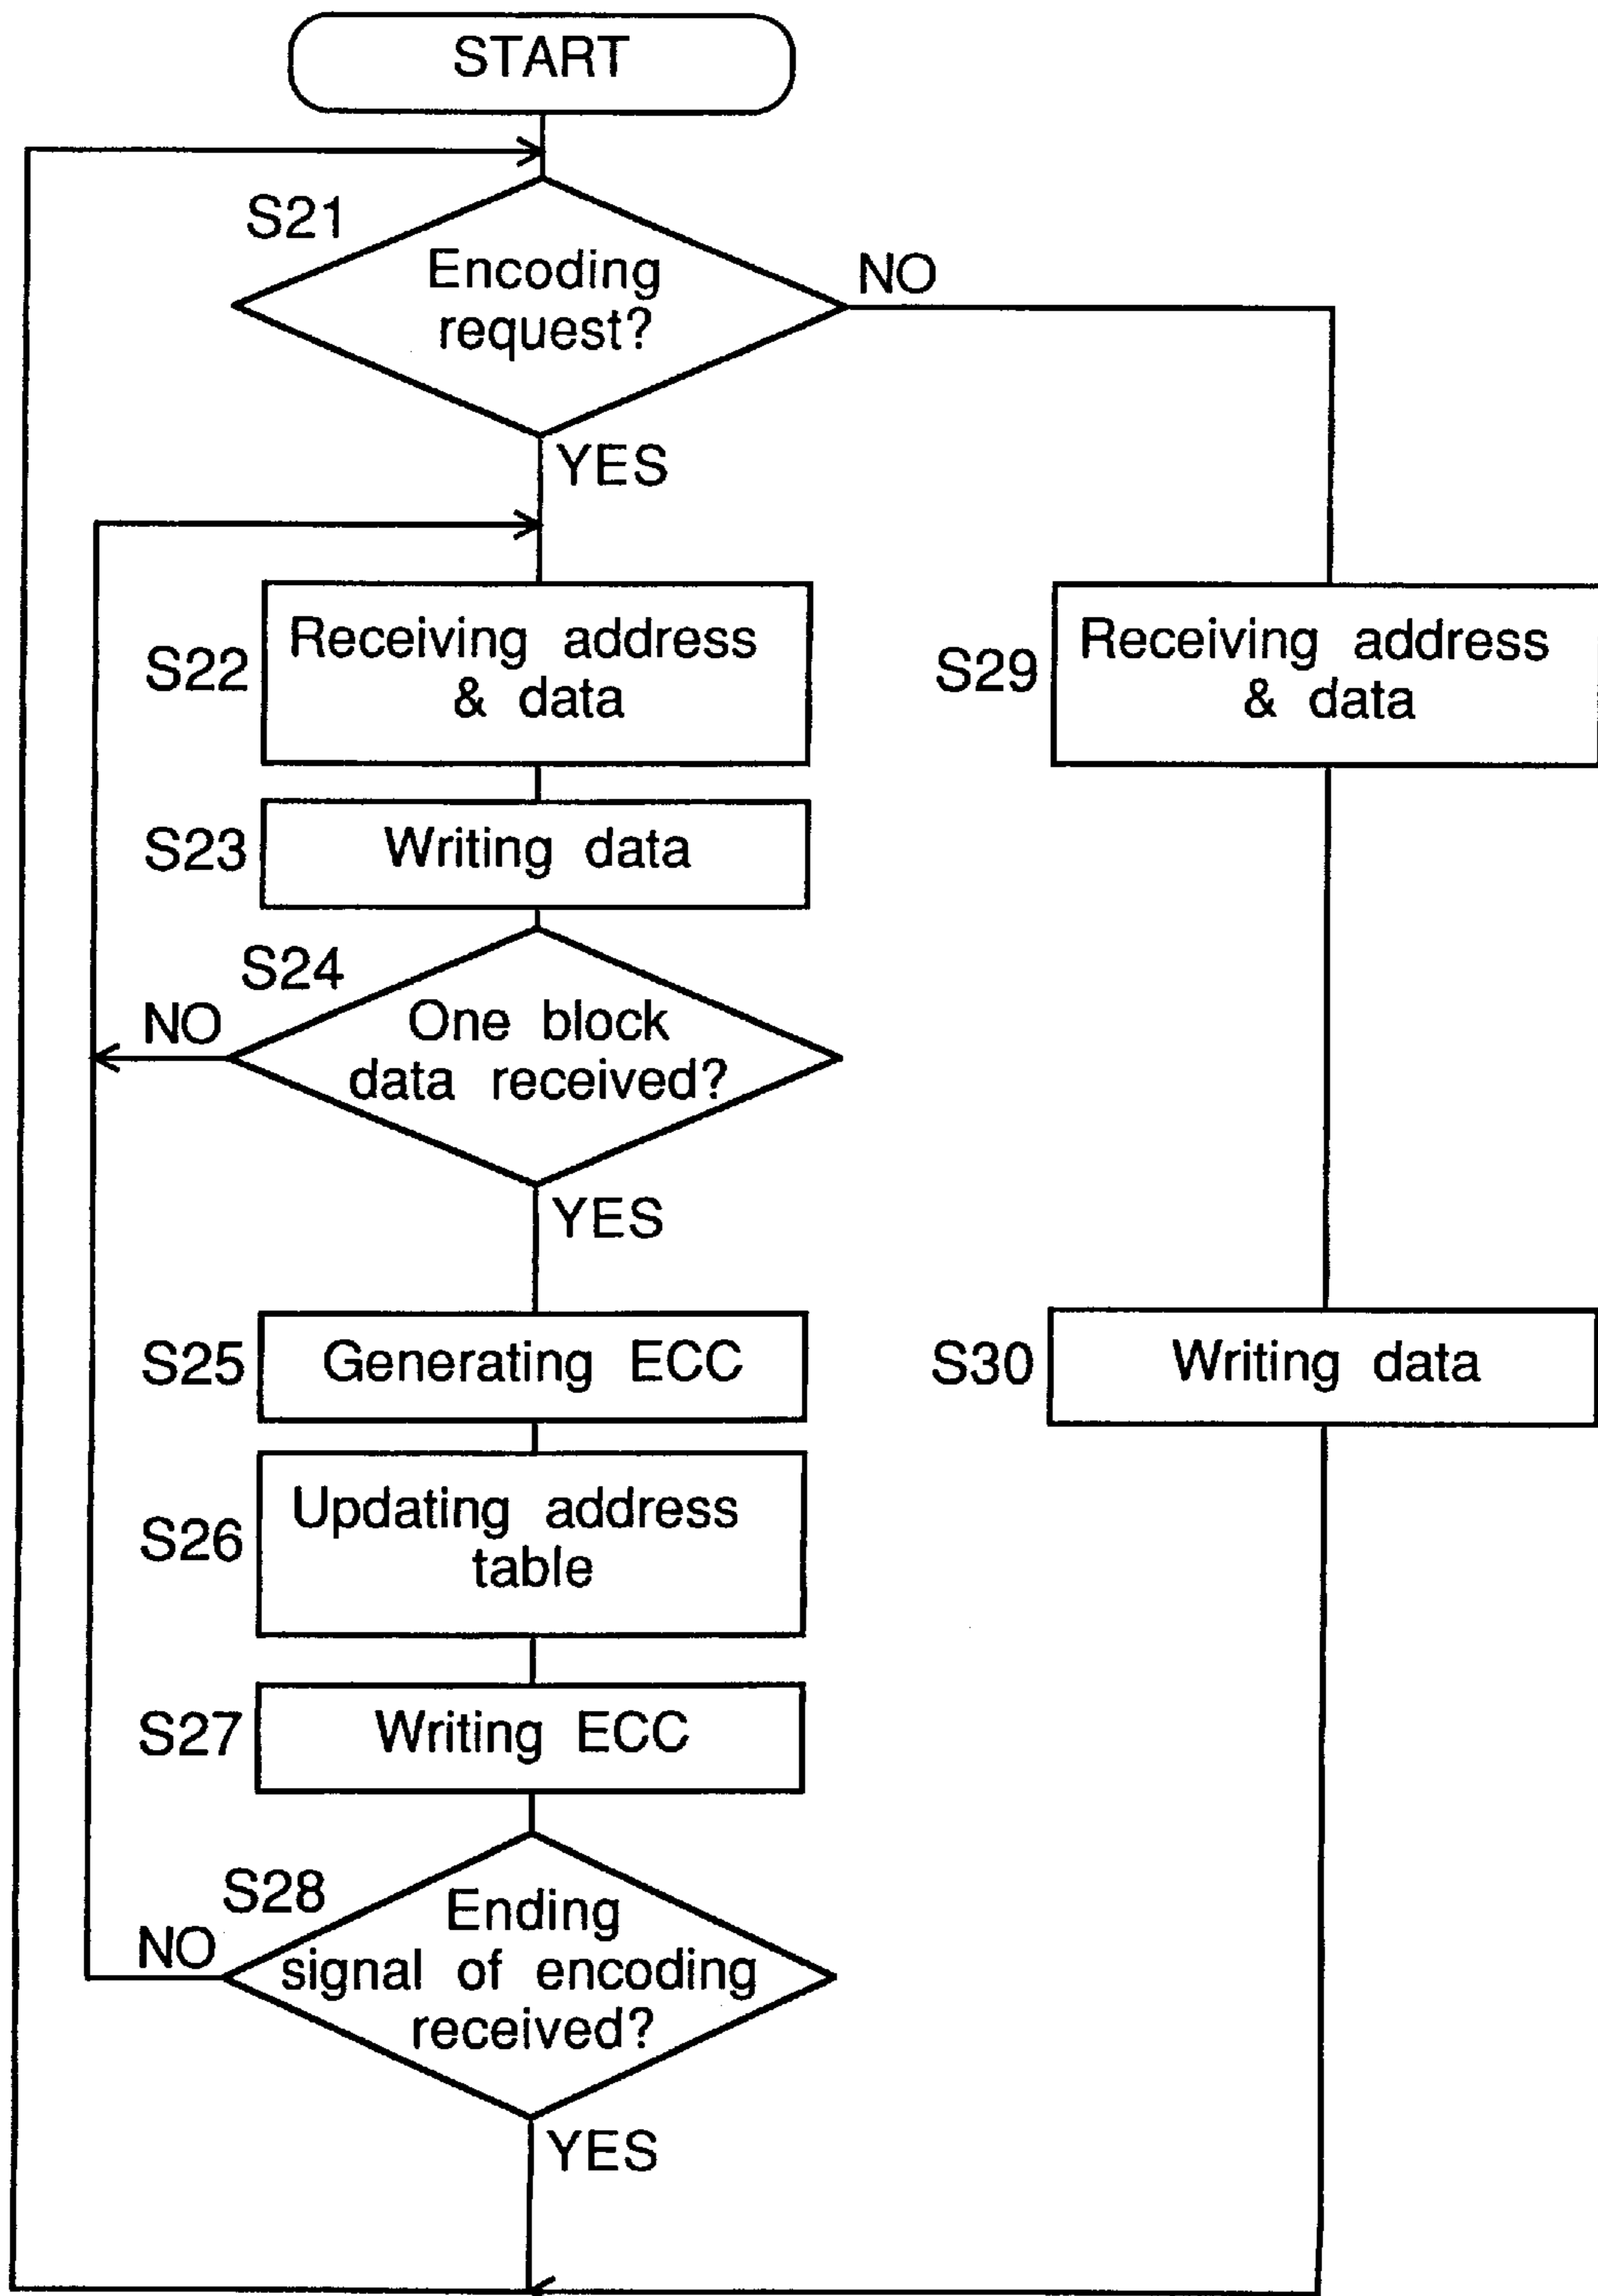 START
S21
Encoding
request?
NO
YES
S22
Receiving address
& data
S29
Receiving address
& data
S23
Writing data
S24
NO
One block
data received?
YES
S25
Generating ECC
S30
Writing data
S26
Updating address
table
S27
Writing ECC
S28
NO
Ending
signal of encoding
received?
YES